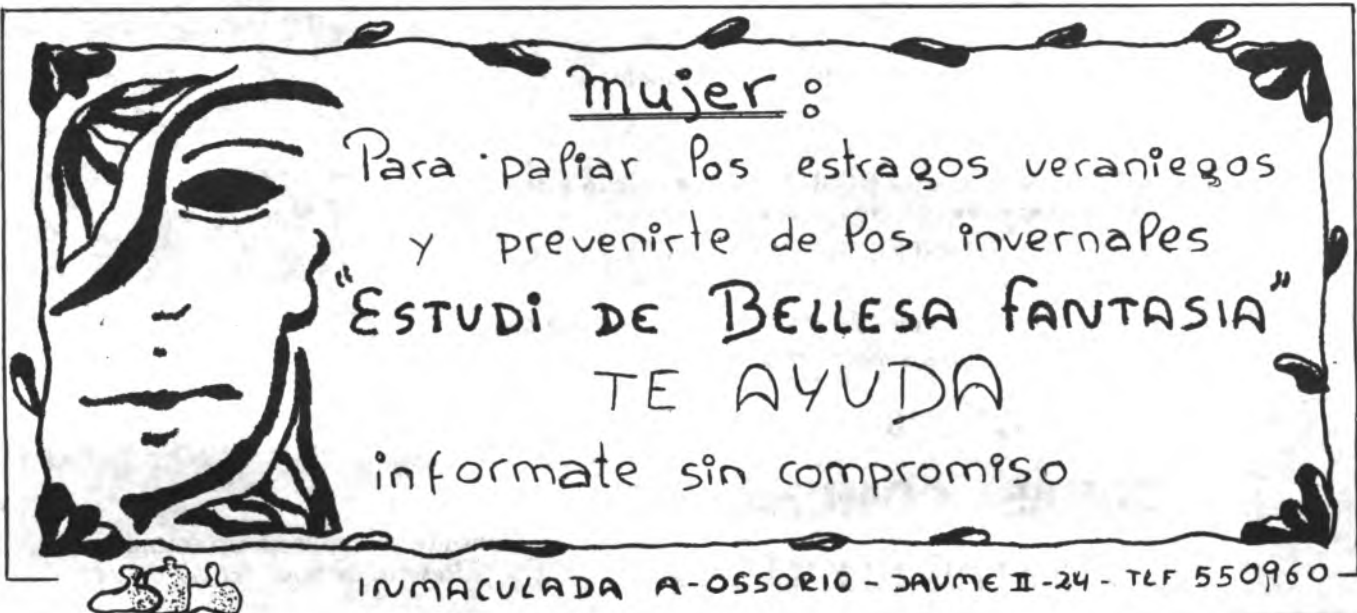 mujer :
Para paliar los estragos veraniegos
y prevenirte de los invernales
"ESTUDi DE BELLESA FANTASIA"
TE AYUDA
informate sin compromiso
INMACULADA A-OSSORIO - JAUME II - 24 - TLF 550960